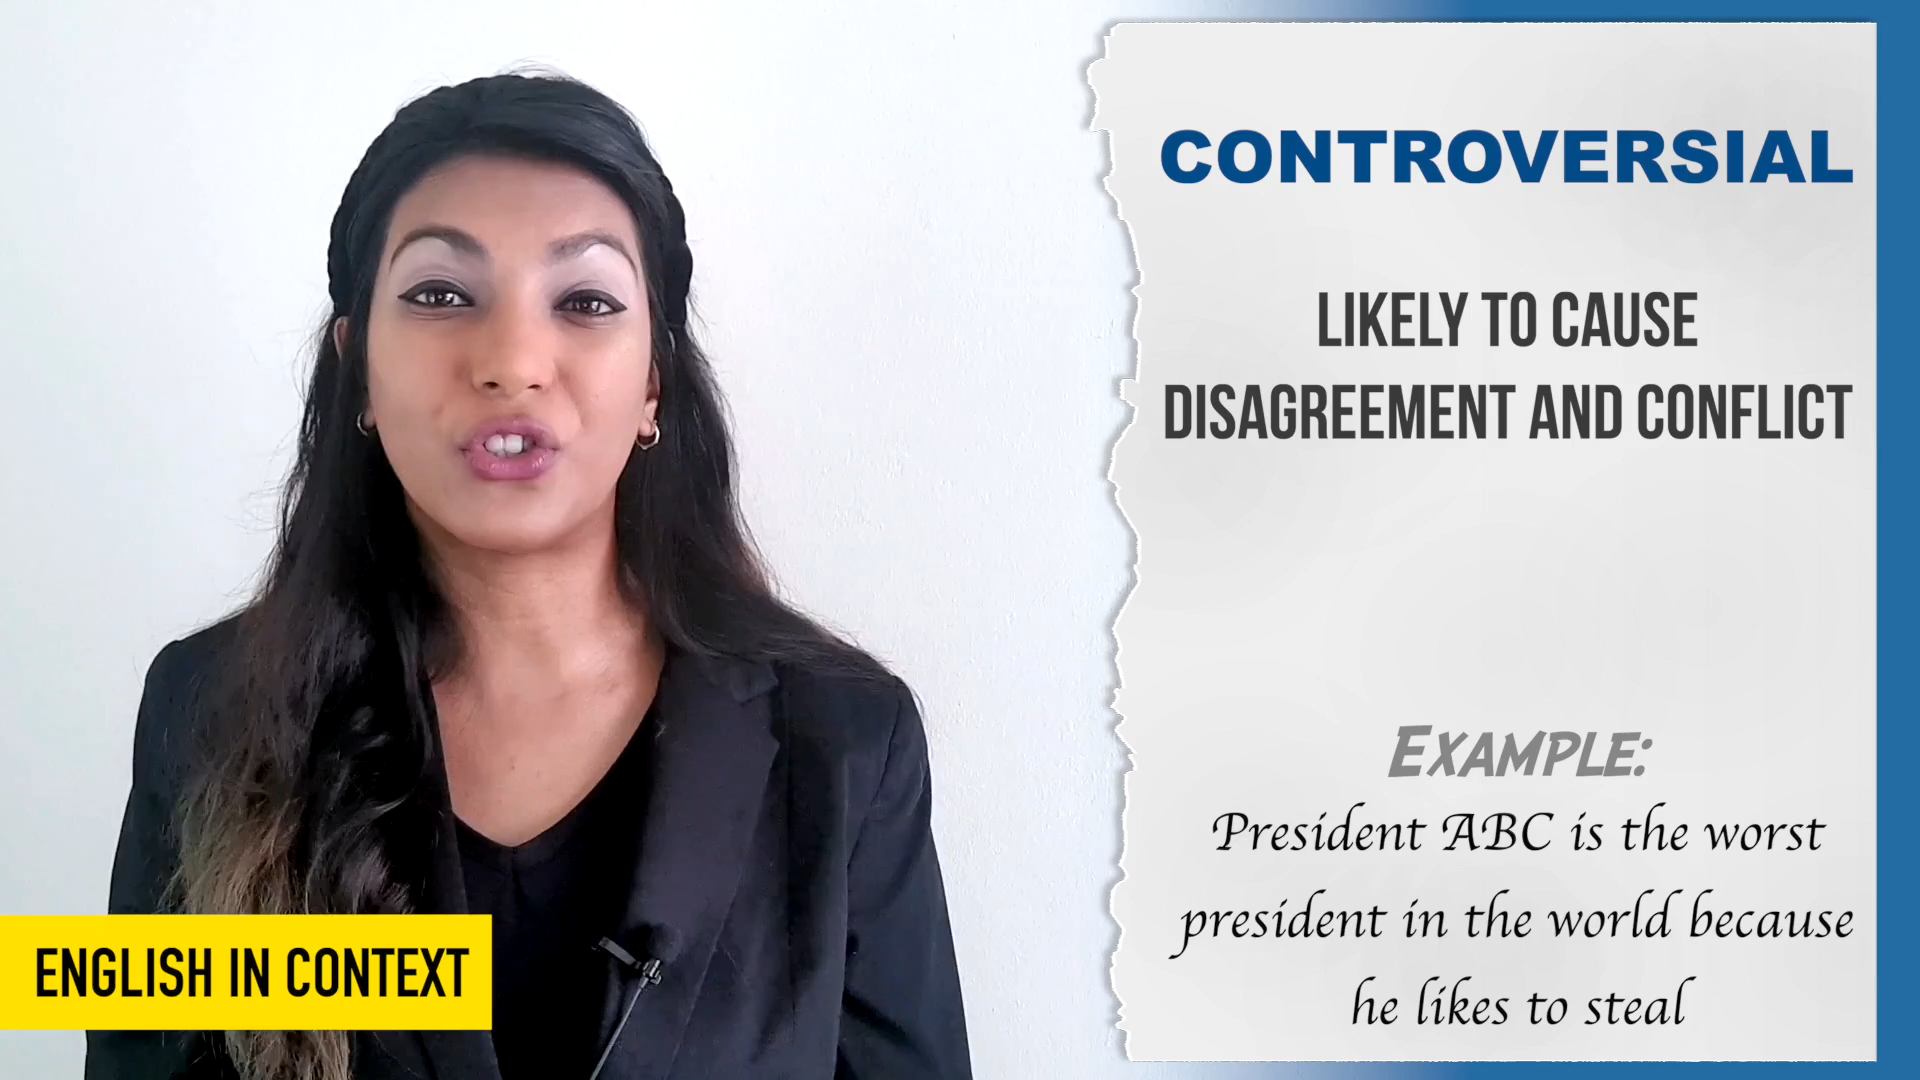 CONTROVERSIAL
LIKELY TO CAUSE
DISAGREEMENT AND CONFLICT
EXAMPLE:
President ABC is the worst
president in the world because
he likes to steal
ENGLISH IN CONTEXT